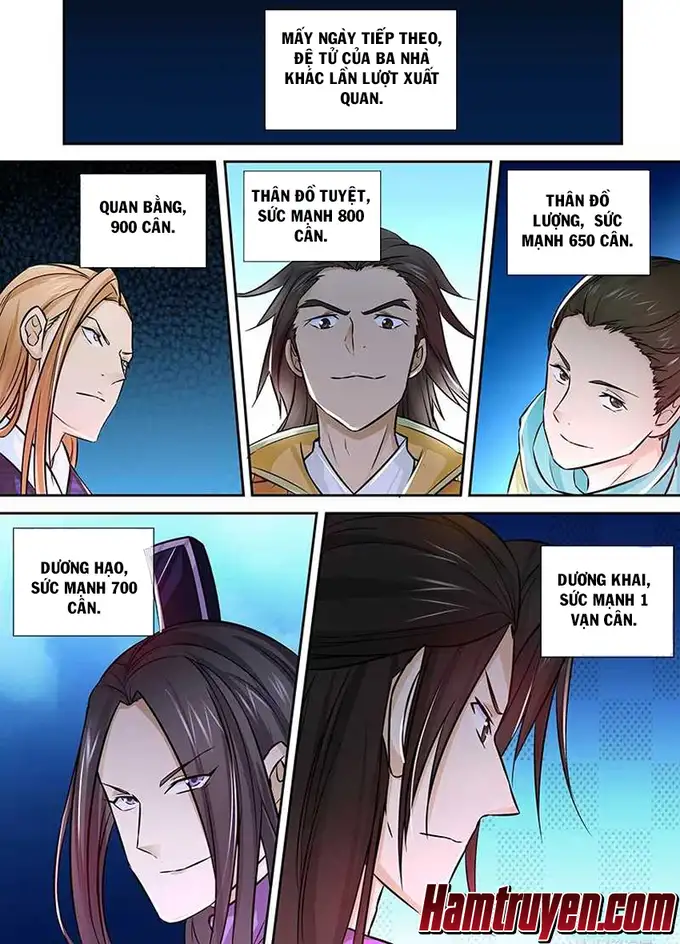 MẤY NGÀY TIẾP THEO,
ĐỆ TỬ CỦA BA NHÀ
KHÁC LẦN LƯỢT XUẤT
QUAN.
QUAN BẰNG,
900 CÂN.
THÂN ĐỒ TUYỆT,
SỨC MẠNH 800
CÂN.
THÂN ĐỒ
LƯỢNG, SỨC
MẠNH 650 CÂN.
DƯƠNG HẠO,
SỨC MẠNH 700
CÂN.
DƯƠNG KHAI,
SỨC MẠNH 1
VẠN CÂN.
Hamtruyen.com